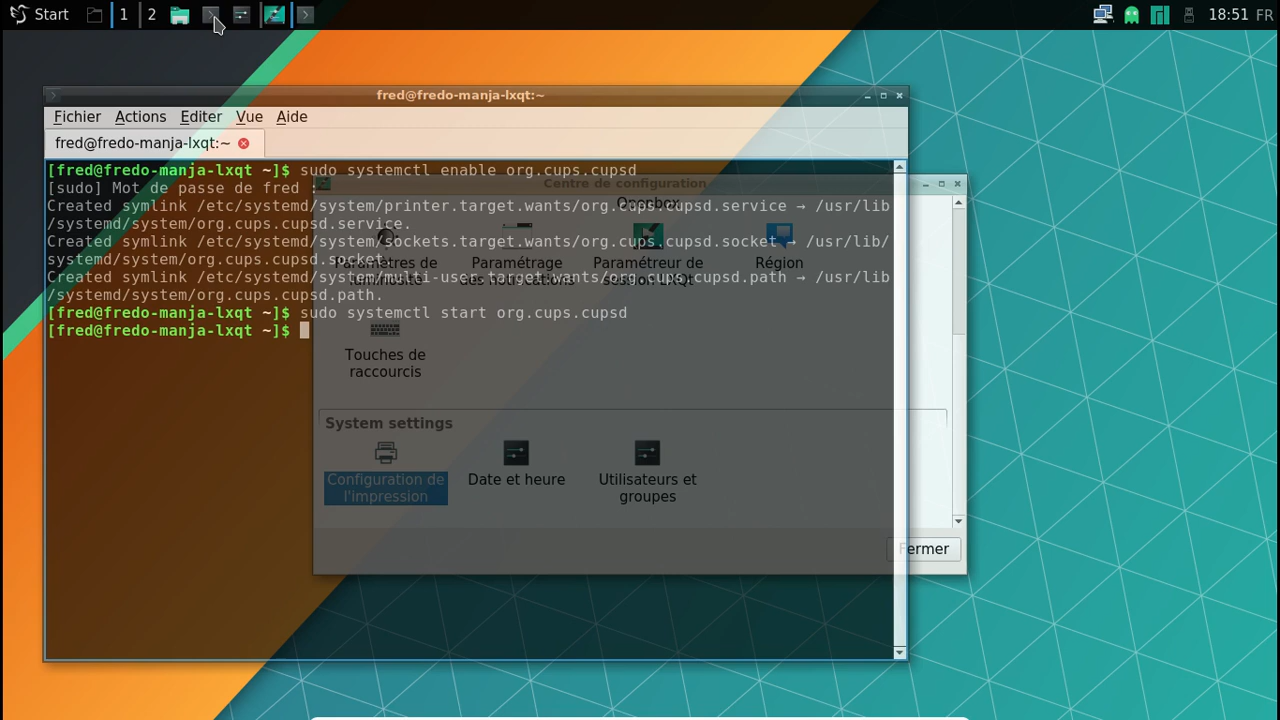 Start
1
2
18:51 FR
fred@fredo-manja-lxqt:~
Fichier Actions Editer Vue Aide
fred@fredo-manja-lxqt:~
[fred@fredo-manja-lxqt ~]$ sudo systemctl enable org.cups.cupsd
[sudo] Mot de passe de fred :
Created symlink /etc/systemd/system/printer.target.wants/org.cups.cupsd.service → /usr/lib
/systemd/system/org.cups.cupsd.service.
Created symlink /etc/systemd/system/sockets.target.wants/org.cups.cupsd.socket → /usr/lib/
systemd/system/org.cups.cupsd.socket.
Created symlink /etc/systemd/system/multi-user.target.wants/org.cups.cupsd.path → /usr/lib
/systemd/system/org.cups.cupsd.path.
[fred@fredo-manja-lxqt ~]$ sudo systemctl start org.cups.cupsd
[fred@fredo-manja-lxqt ~]$
Centre de configuration
Openbox
Paramètres de
luminosité
Paramétrage
des notifications
Paramétreur de
session LXQt
Région
Touches de
raccourcis
System settings
Configuration de
l'impression
Date et heure
Utilisateurs et
groupes
Fermer